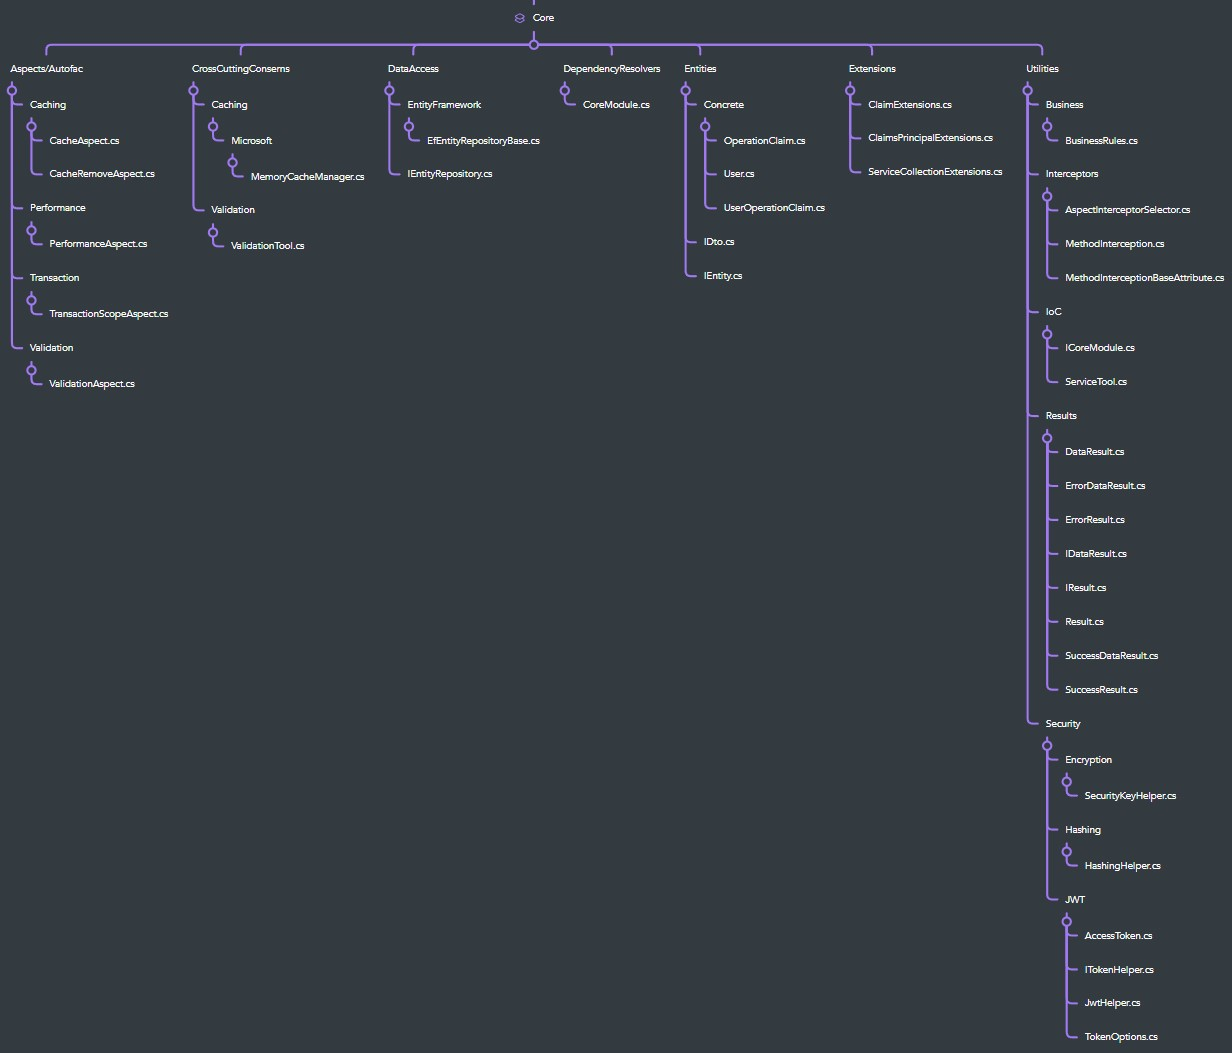 Core
Aspects/Autofac
Caching
CacheAspect.cs
CacheRemoveAspect.cs
Performance
PerformanceAspect.cs
Transaction
TransactionScopeAspect.cs
Validation
ValidationAspect.cs
CrossCuttingConserns
Caching
Microsoft
MemoryCacheManager.cs
Validation
ValidationTool.cs
DataAccess
EntityFramework
EfEntityRepositoryBase.cs
IEntityRepository.cs
DependencyResolvers
CoreModule.cs
Entities
Concrete
OperationClaim.cs
User.cs
UserOperationClaim.cs
IDto.cs
IEntity.cs
Extensions
ClaimExtensions.cs
ClaimsPrincipalExtensions.cs
ServiceCollectionExtensions.cs
Utilities
Business
BusinessRules.cs
Interceptors
AspectInterceptorSelector.cs
MethodInterception.cs
MethodInterceptionBaseAttribute.cs
IoC
ICoreModule.cs
ServiceTool.cs
Results
DataResult.cs
ErrorDataResult.cs
ErrorResult.cs
IDataResult.cs
IResult.cs
Result.cs
SuccessDataResult.cs
SuccessResult.cs
Security
Encryption
SecurityKeyHelper.cs
Hashing
HashingHelper.cs
JWT
AccessToken.cs
ITokenHelper.cs
JwtHelper.cs
TokenOptions.cs